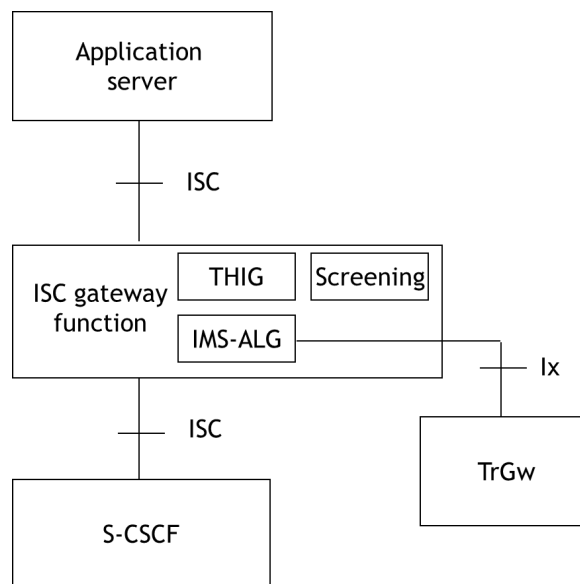 Application
server
ISC
ISC gateway
function
THIG
Screening
IMS-ALG
Ix
ISC
TrGw
S-CSCF